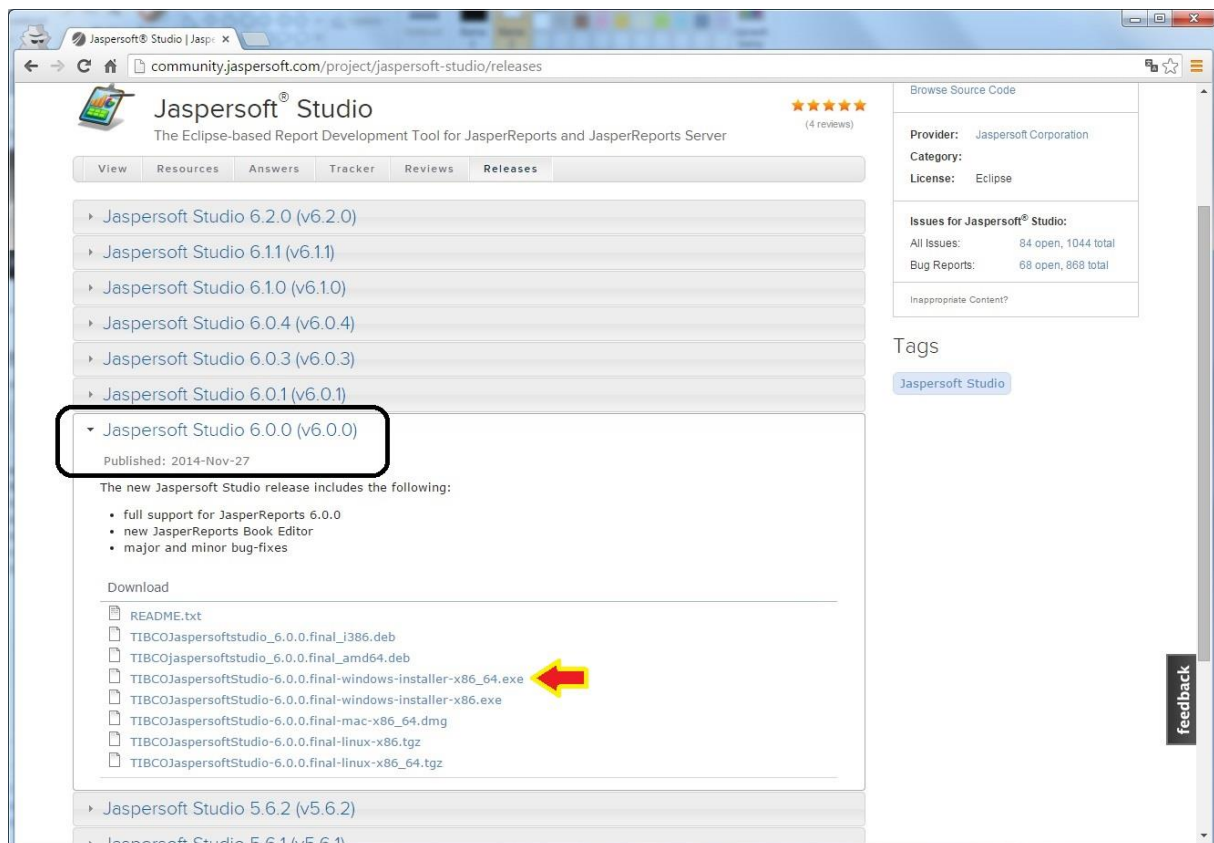 Jaspersoft® Studio | Jasp
community.jaspersoft.com/project/jaspersoft-studio/releases
Jaspersoft® Studio
The Eclipse-based Report Development Tool for JasperReports and JasperReports Server
(4 reviews)
View Resources Answers Tracker Reviews Releases
Jaspersoft Studio 6.2.0 (v6.2.0)
Jaspersoft Studio 6.1.1 (v6.1.1)
Jaspersoft Studio 6.1.0 (v6.1.0)
Jaspersoft Studio 6.0.4 (v6.0.4)
Jaspersoft Studio 6.0.3 (v6.0.3)
Jaspersoft Studio 6.0.1 (v6.0.1)
Jaspersoft Studio 6.0.0 (v6.0.0)
Published: 2014-Nov-27
The new Jaspersoft Studio release includes the following:
• full support for JasperReports 6.0.0
• new JasperReports Book Editor
• major and minor bug-fixes
Download
README.txt
TIBCOJaspersoftstudio_6.0.0.final_i386.deb
TIBCOjaspersoftstudio_6.0.0.final_amd64.deb
TIBCOJaspersoftStudio-6.0.0.final-windows-installer-x86_64.exe
TIBCOJaspersoftStudio-6.0.0.final-windows-installer-x86.exe
TIBCOJaspersoftStudio-6.0.0.final-mac-x86_64.dmg
TIBCOJaspersoftStudio-6.0.0.final-linux-x86.tgz
TIBCOJaspersoftStudio-6.0.0.final-linux-x86_64.tgz
Jaspersoft Studio 5.6.2 (v5.6.2)
Jaspersoft Studio 5.6.1 (v5.6.1)
Browse Source Code
Provider: Jaspersoft Corporation
Category:
License: Eclipse
Issues for Jaspersoft® Studio:
All Issues: 84 open, 1044 total
Bug Reports: 68 open, 868 total
Inappropriate Content?
Tags
Jaspersoft Studio
feedback